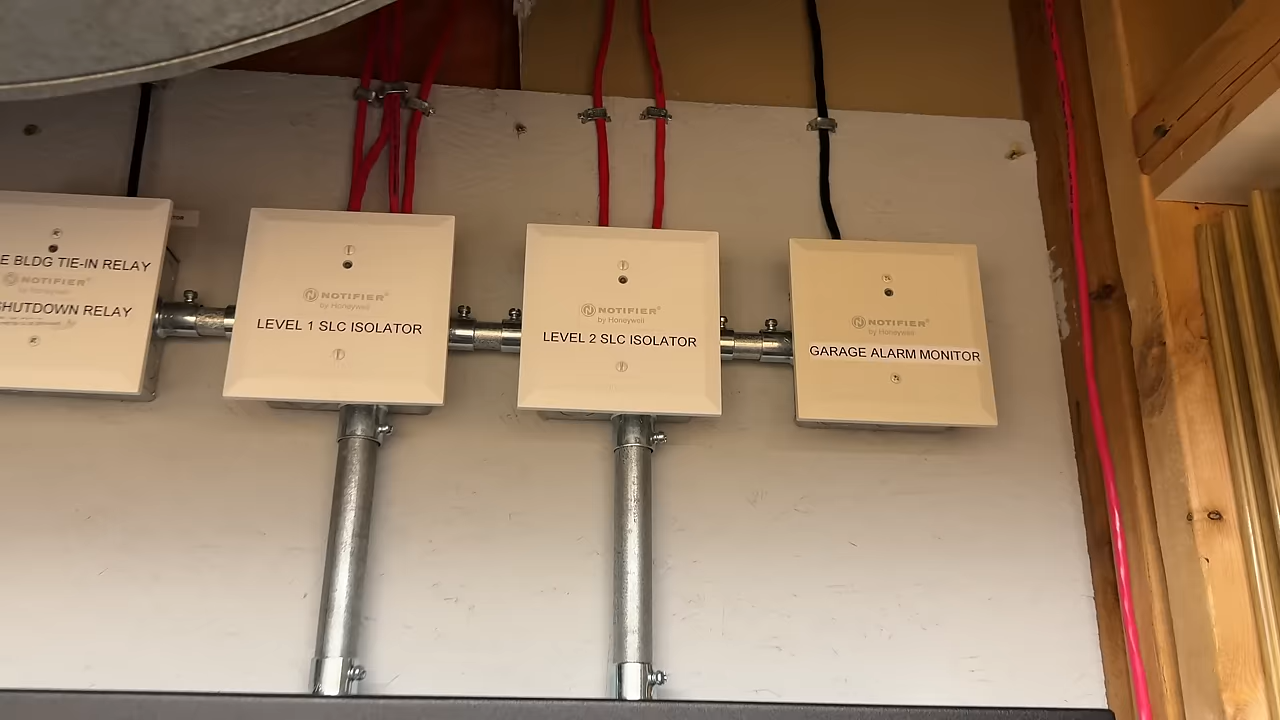 E BLDG TIE-IN RELAY
NOTIFIER®
SHUTDOWN RELAY
NOTIFIER®
by Honeywell
LEVEL 1 SLC ISOLATOR
NOTIFIER®
by Honeywell
LEVEL 2 SLC ISOLATOR
NOTIFIER®
by Honeywell
GARAGE ALARM MONITOR